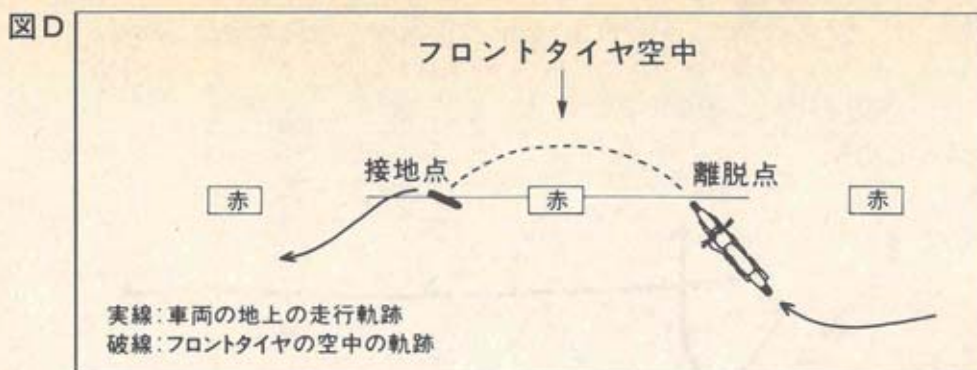 図D
フロントタイヤ空中
接地点
離脱点
赤
赤
赤
実線：車両の地上の走行軌跡
破線：フロントタイヤの空中の軌跡